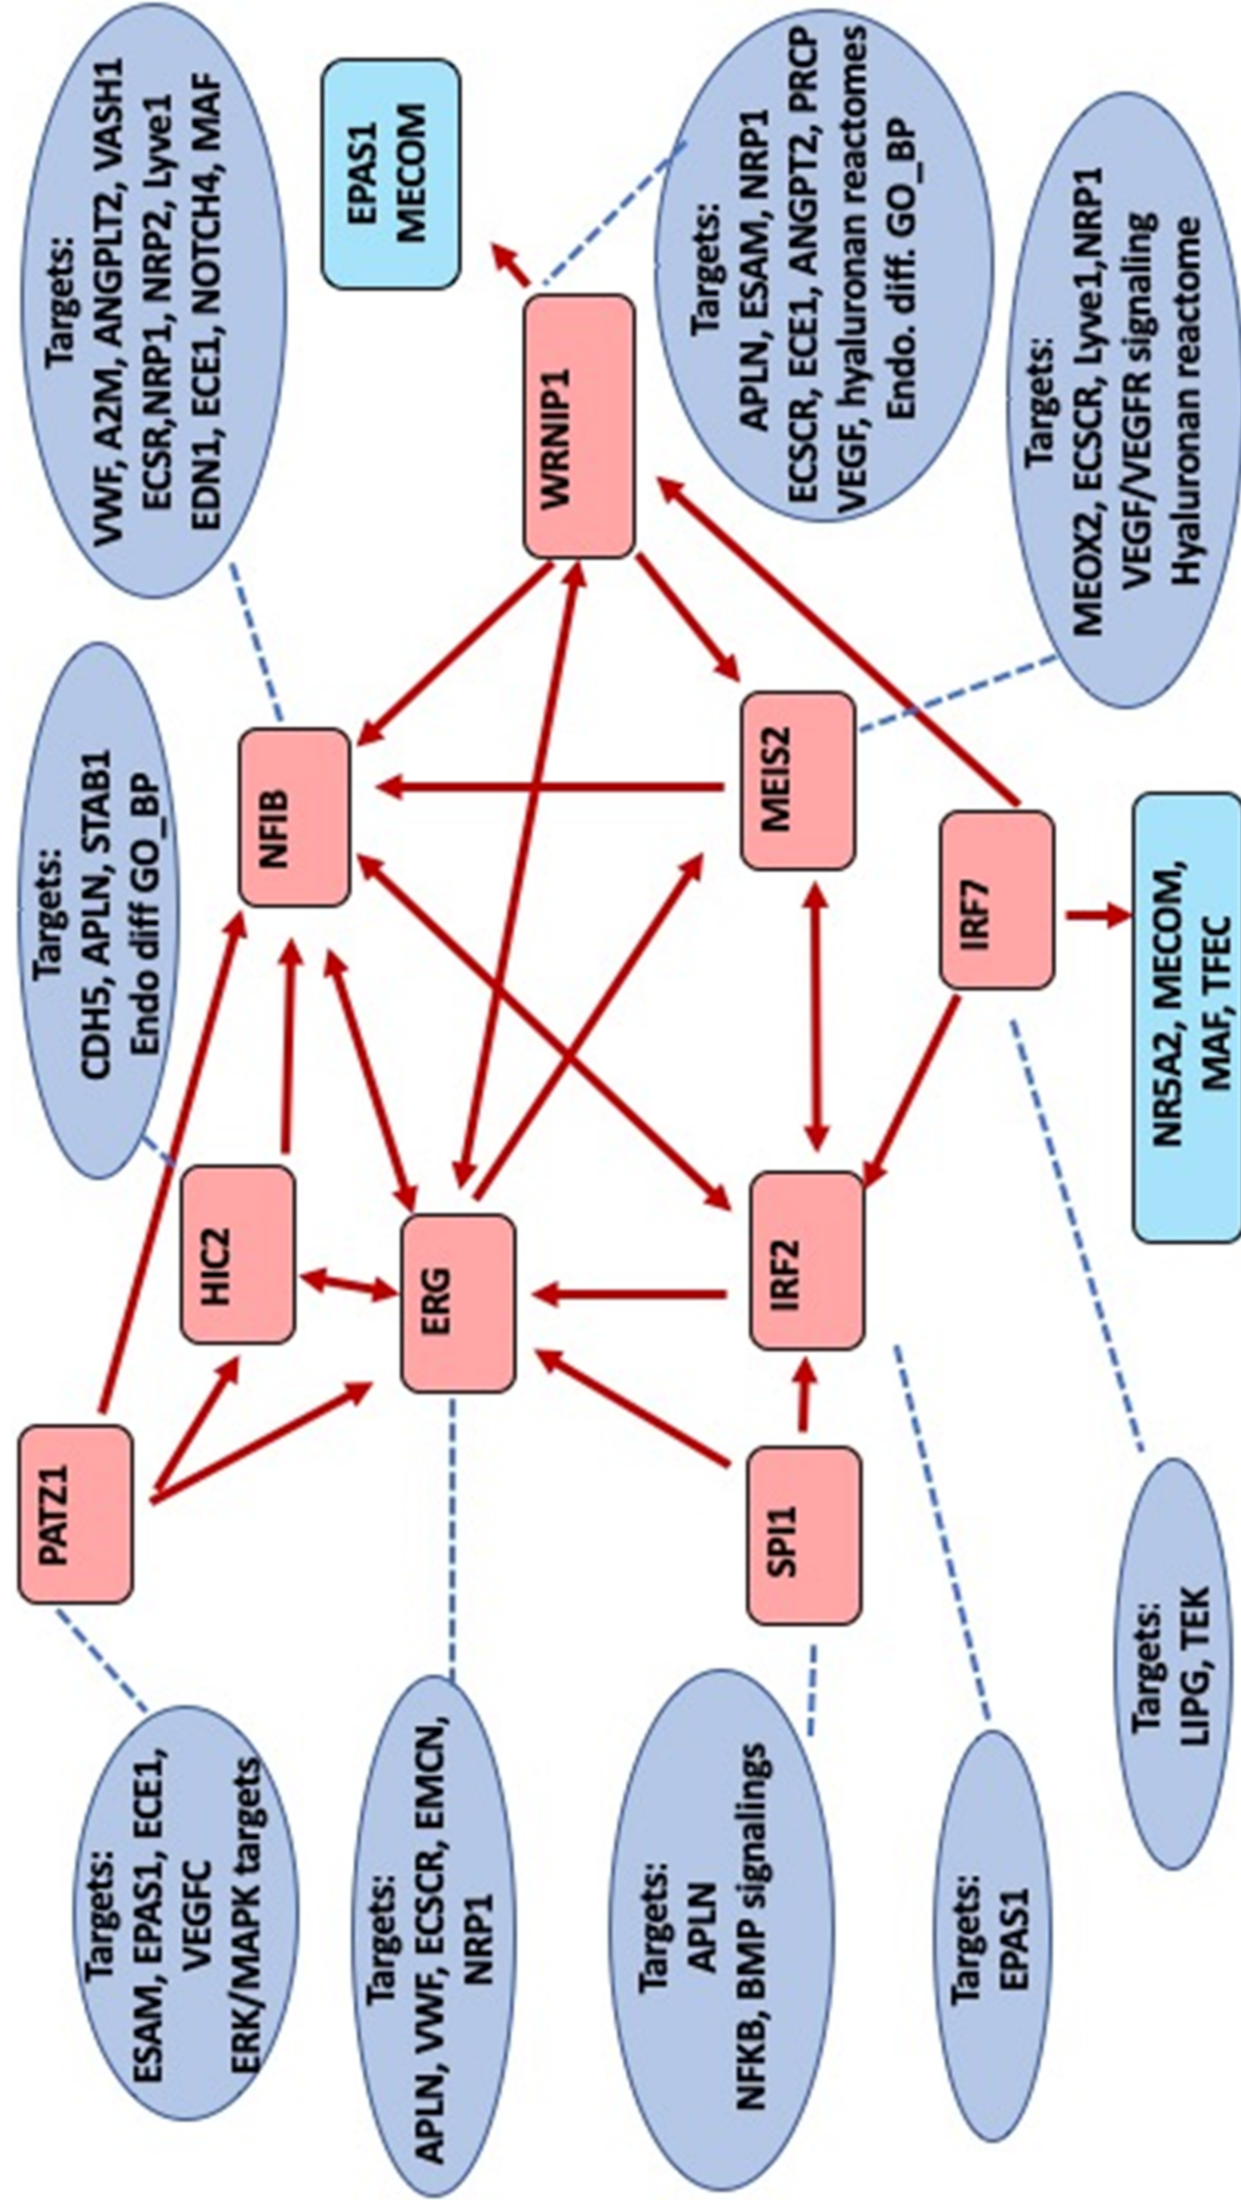 PATZ1
Targets:
ESAM, EPAS1, ECE1,
VEGFC
ERK/MAPK targets
Targets:
CDH5, APLN, STAB1
Endo diff GO_BP
Targets:
VWF, A2M, ANGPLT2, VASH1
ECSR,NRP1, NRP2, Lyve1
EDN1, ECE1, NOTCH4, MAF
HIC2
NFIB
EPAS1
MECOM
Targets:
APLN, VWF, ECSCR, EMCN,
NRP1
ERG
WRNIP1
Targets:
APLN
NFKB, BMP signalings
SPI1
IRF2
MEIS2
Targets:
APLN, ESAM, NRP1
ECSCR, ECE1, ANGPT2, PRCP
VEGF, hyaluronan reactomes
Endo. diff. GO_BP
Targets:
EPAS1
IRF7
Targets:
MEOX2, ECSCR, Lyve1,NRP1
VEGF/VEGFR signaling
Hyaluronan reactome
Targets:
LIPG, TEK
NR5A2, MECOM,
MAF, TFEC